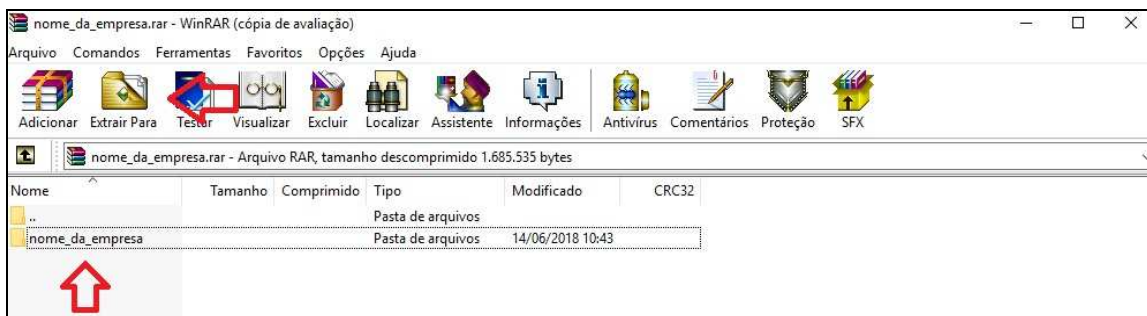 nome_da_empresa.rar - WinRAR (cópia de avaliação)
Arquivo Comandos Ferramentas Favoritos Opções Ajuda
Adicionar Extrair Para Testar Visualizar Excluir Localizar Assistente Informações Antivírus Comentários Proteção SFX
nome_da_empresa.rar - Arquivo RAR, tamanho descomprimido 1.685.535 bytes
Nome Tamanho Comprimido Tipo Modificado CRC32
.. Pasta de arquivos
nome_da_empresa Pasta de arquivos 14/06/2018 10:43